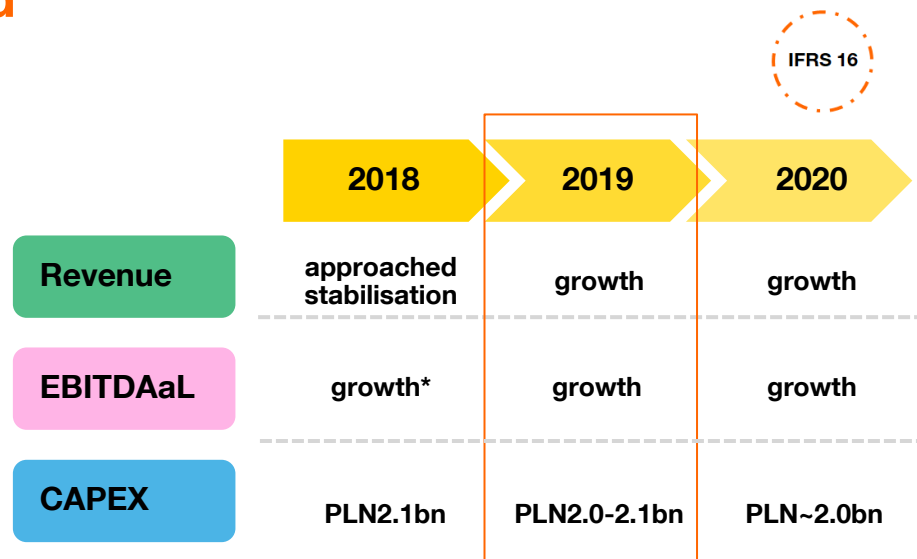 IFRS 16
2018
2019
2020
Revenue
approached
stabilisation
growth
growth
EBITDAaL
growth*
growth
growth
CAPEX
PLN2.1bn
PLN2.0-2.1bn
PLN~2.0bn